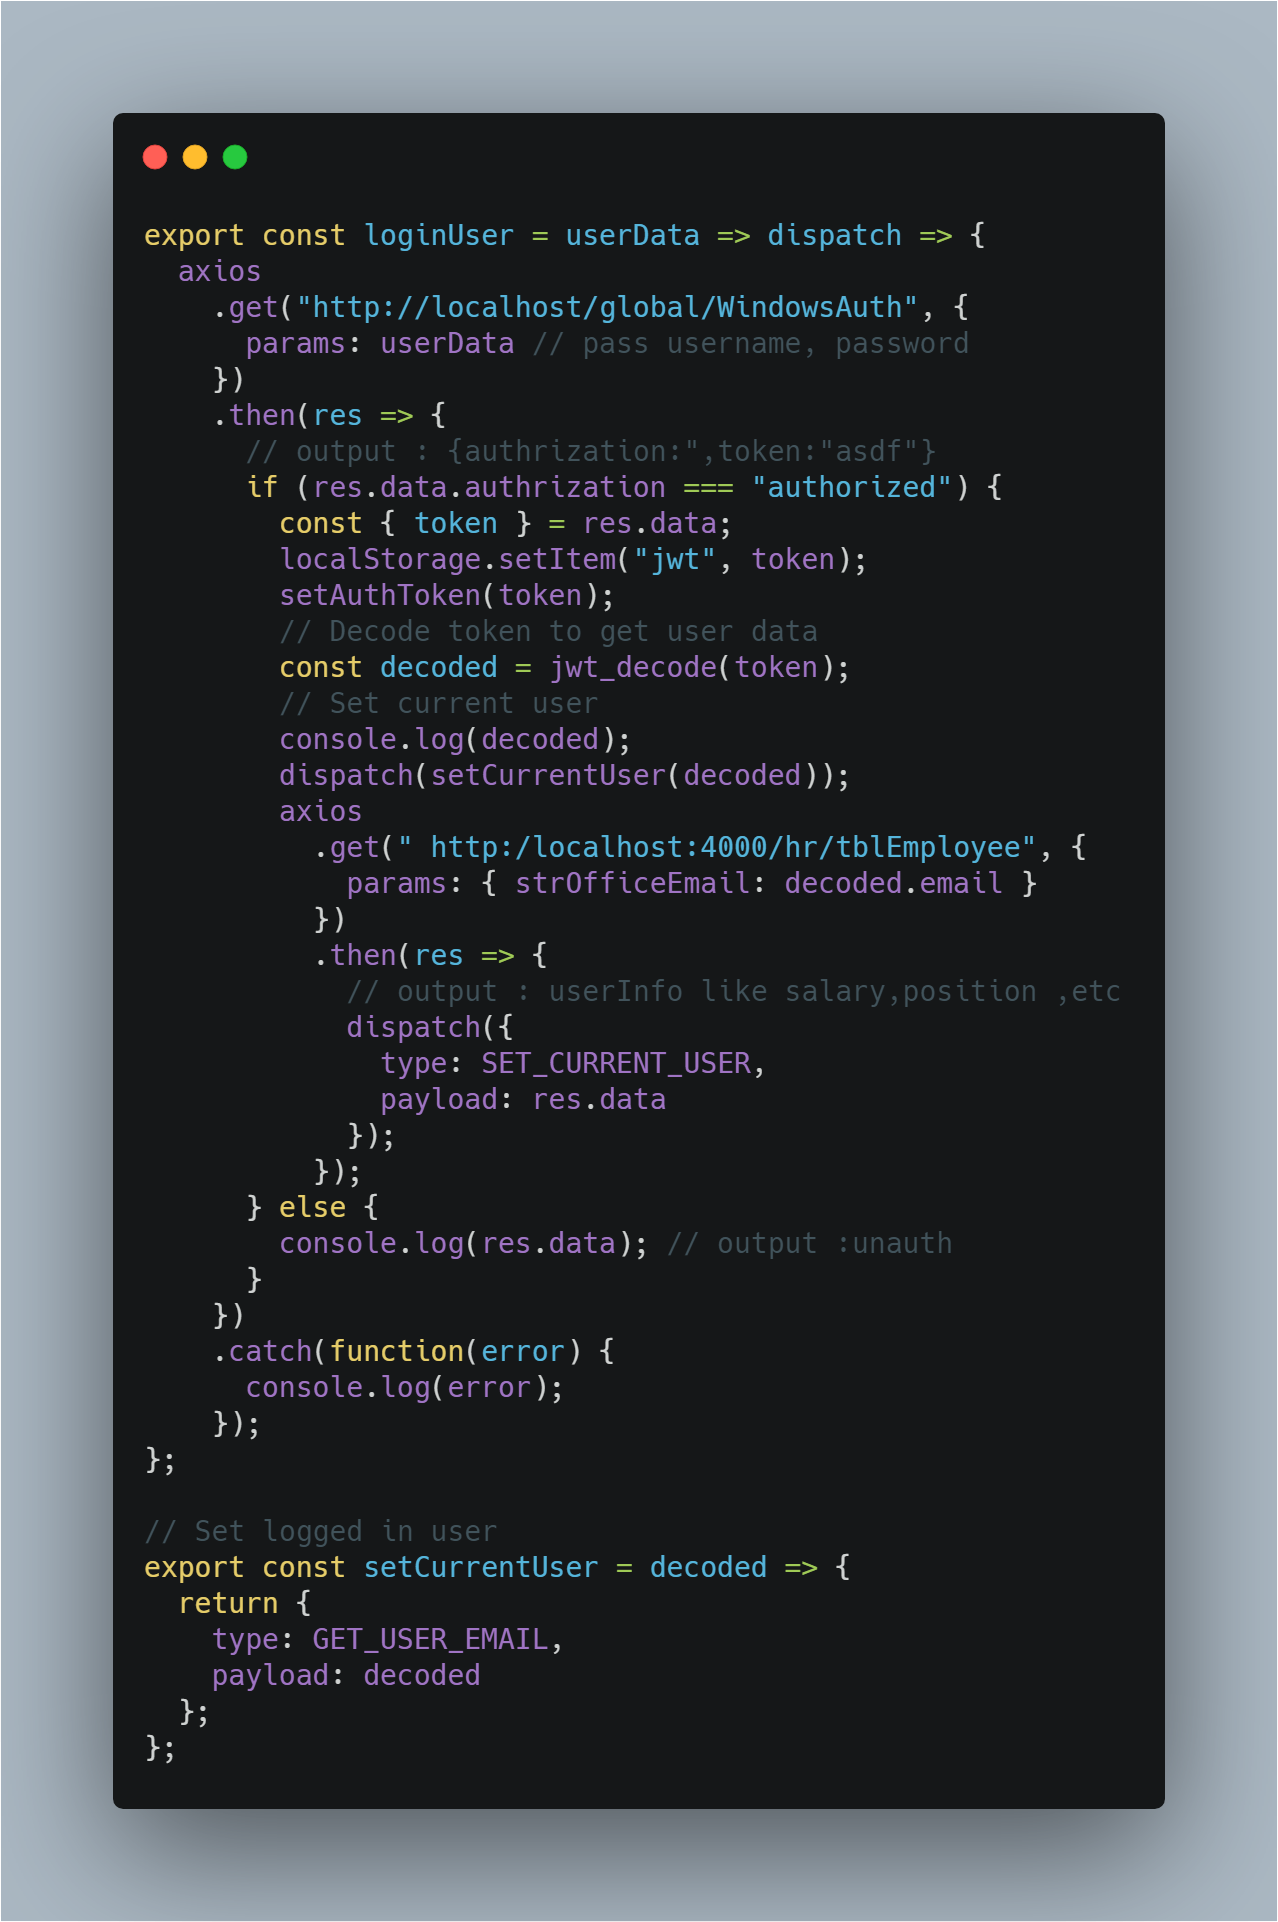 export const loginUser = userData => dispatch => {
  axios
    .get("http://localhost/global/WindowsAuth", {
      params: userData // pass username, password
    })
    .then(res => {
      // output : {authrization:",token:"asdf"}
      if (res.data.authrization === "authorized") {
        const { token } = res.data;
        localStorage.setItem("jwt", token);
        setAuthToken(token);
        // Decode token to get user data
        const decoded = jwt_decode(token);
        // Set current user
        console.log(decoded);
        dispatch(setCurrentUser(decoded));
        axios
          .get(" http:/localhost:4000/hr/tblEmployee", {
            params: { strOfficeEmail: decoded.email }
          })
          .then(res => {
            // output : userInfo like salary,position ,etc
            dispatch({
              type: SET_CURRENT_USER,
              payload: res.data
            });
          });
      } else {
        console.log(res.data); // output :unauth
      }
    })
    .catch(function(error) {
      console.log(error);
    });
};

// Set logged in user
export const setCurrentUser = decoded => {
  return {
    type: GET_USER_EMAIL,
    payload: decoded
  };
};